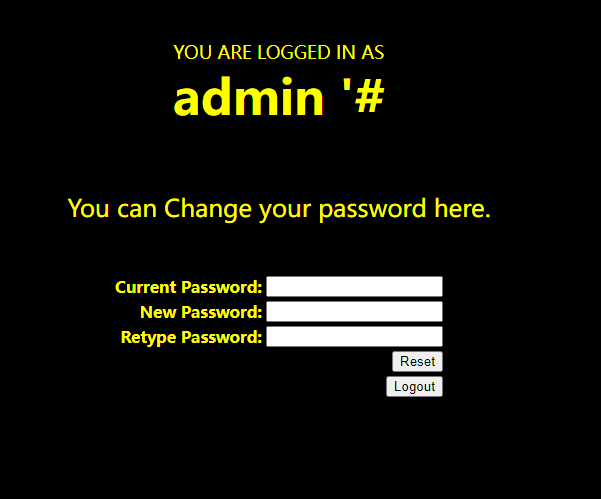 YOU ARE LOGGED IN AS
admin '#
You can Change your password here.
Current Password:
New Password:
Retype Password:
Reset
Logout